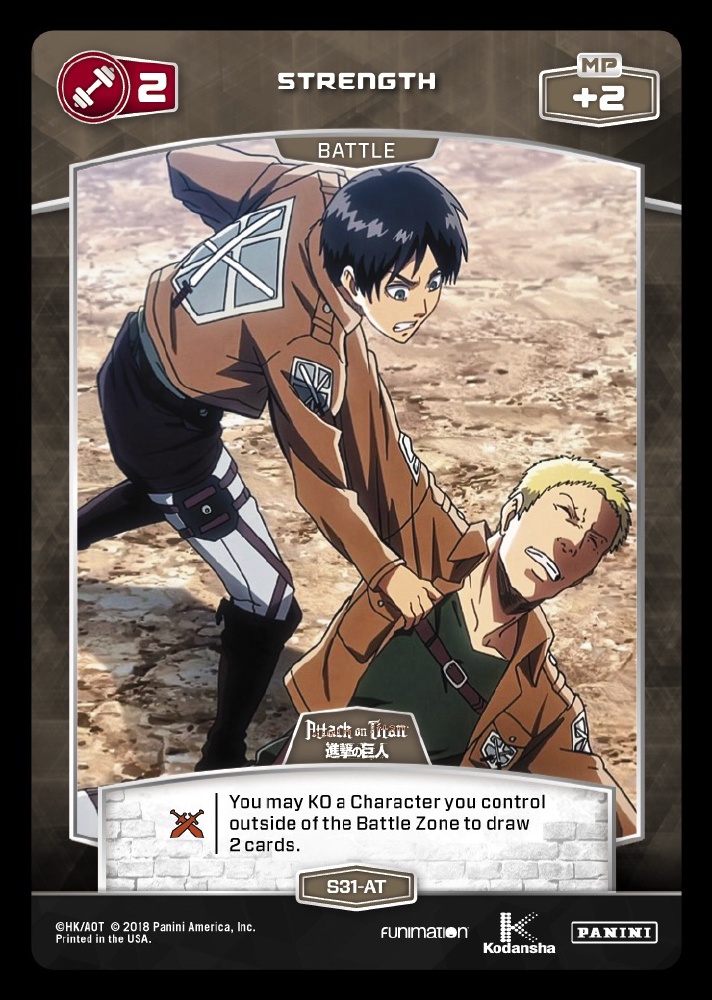 2
STRENGTH
MP
+2
BATTLE
Attack on Titan
進撃の巨人
You may KO a Character you control
outside of the Battle Zone to draw
2 cards.
S31-AT
©HK/AOT © 2018 Panini America, Inc.
Printed in the USA.
FUNIMATION
K
Kodansha
PANINI